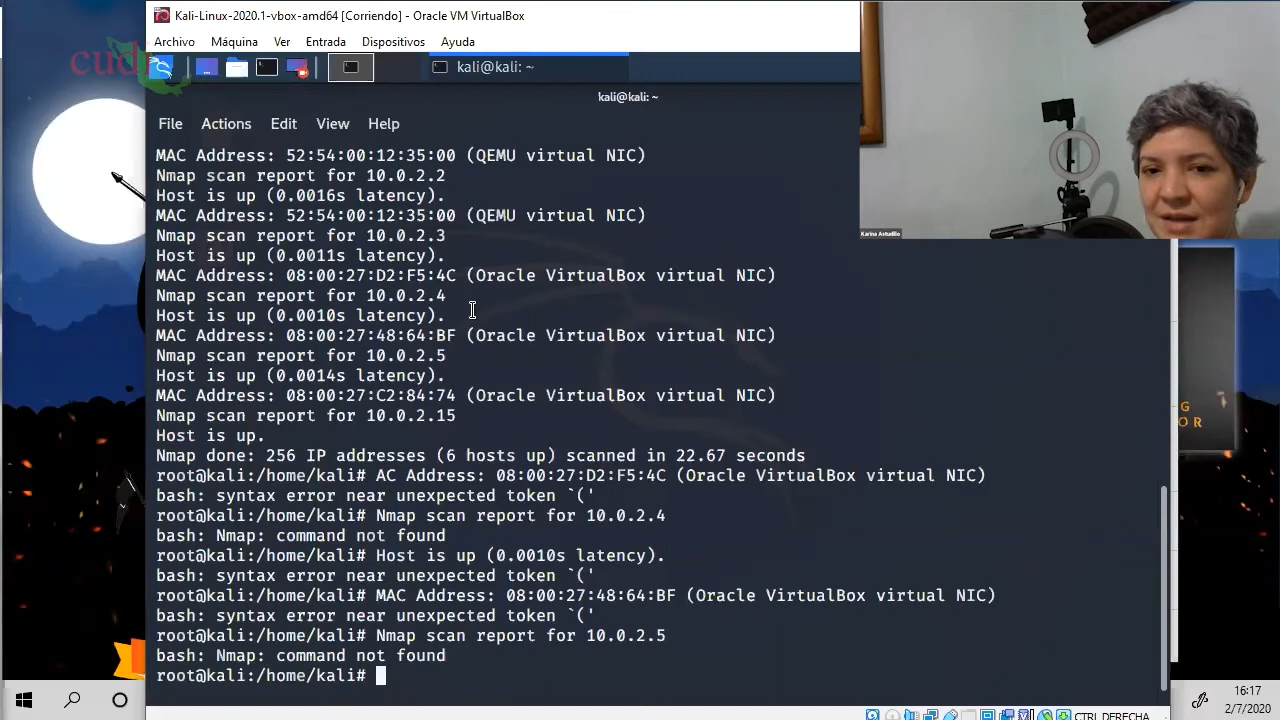 Kali-Linux-2020.1-vbox-amd64 [Corriendo] - Oracle VM VirtualBox
Archivo Máquina Ver Entrada Dispositivos Ayuda
cudi
kali@kali: ~
kali@kali: ~
File Actions Edit View Help
MAC Address: 52:54:00:12:35:00 (QEMU virtual NIC)
Nmap scan report for 10.0.2.2
Host is up (0.0016s latency).
MAC Address: 52:54:00:12:35:00 (QEMU virtual NIC)
Nmap scan report for 10.0.2.3
Host is up (0.0011s latency).
MAC Address: 08:00:27:D2:F5:4C (Oracle VirtualBox virtual NIC)
Nmap scan report for 10.0.2.4
Host is up (0.0010s latency).
MAC Address: 08:00:27:48:64:BF (Oracle VirtualBox virtual NIC)
Nmap scan report for 10.0.2.5
Host is up (0.0014s latency).
MAC Address: 08:00:27:C2:84:74 (Oracle VirtualBox virtual NIC)
Nmap scan report for 10.0.2.15
Host is up.
Nmap done: 256 IP addresses (6 hosts up) scanned in 22.67 seconds
root@kali:/home/kali# AC Address: 08:00:27:D2:F5:4C (Oracle VirtualBox virtual NIC)
bash: syntax error near unexpected token `('
root@kali:/home/kali# Nmap scan report for 10.0.2.4
bash: Nmap: command not found
root@kali:/home/kali# Host is up (0.0010s latency).
bash: syntax error near unexpected token `('
root@kali:/home/kali# MAC Address: 08:00:27:48:64:BF (Oracle VirtualBox virtual NIC)
bash: syntax error near unexpected token `('
root@kali:/home/kali# Nmap scan report for 10.0.2.5
bash: Nmap: command not found
root@kali:/home/kali#
Karina Astudillo
G
OR
CTRL DERECHA
16:17
2/7/2020